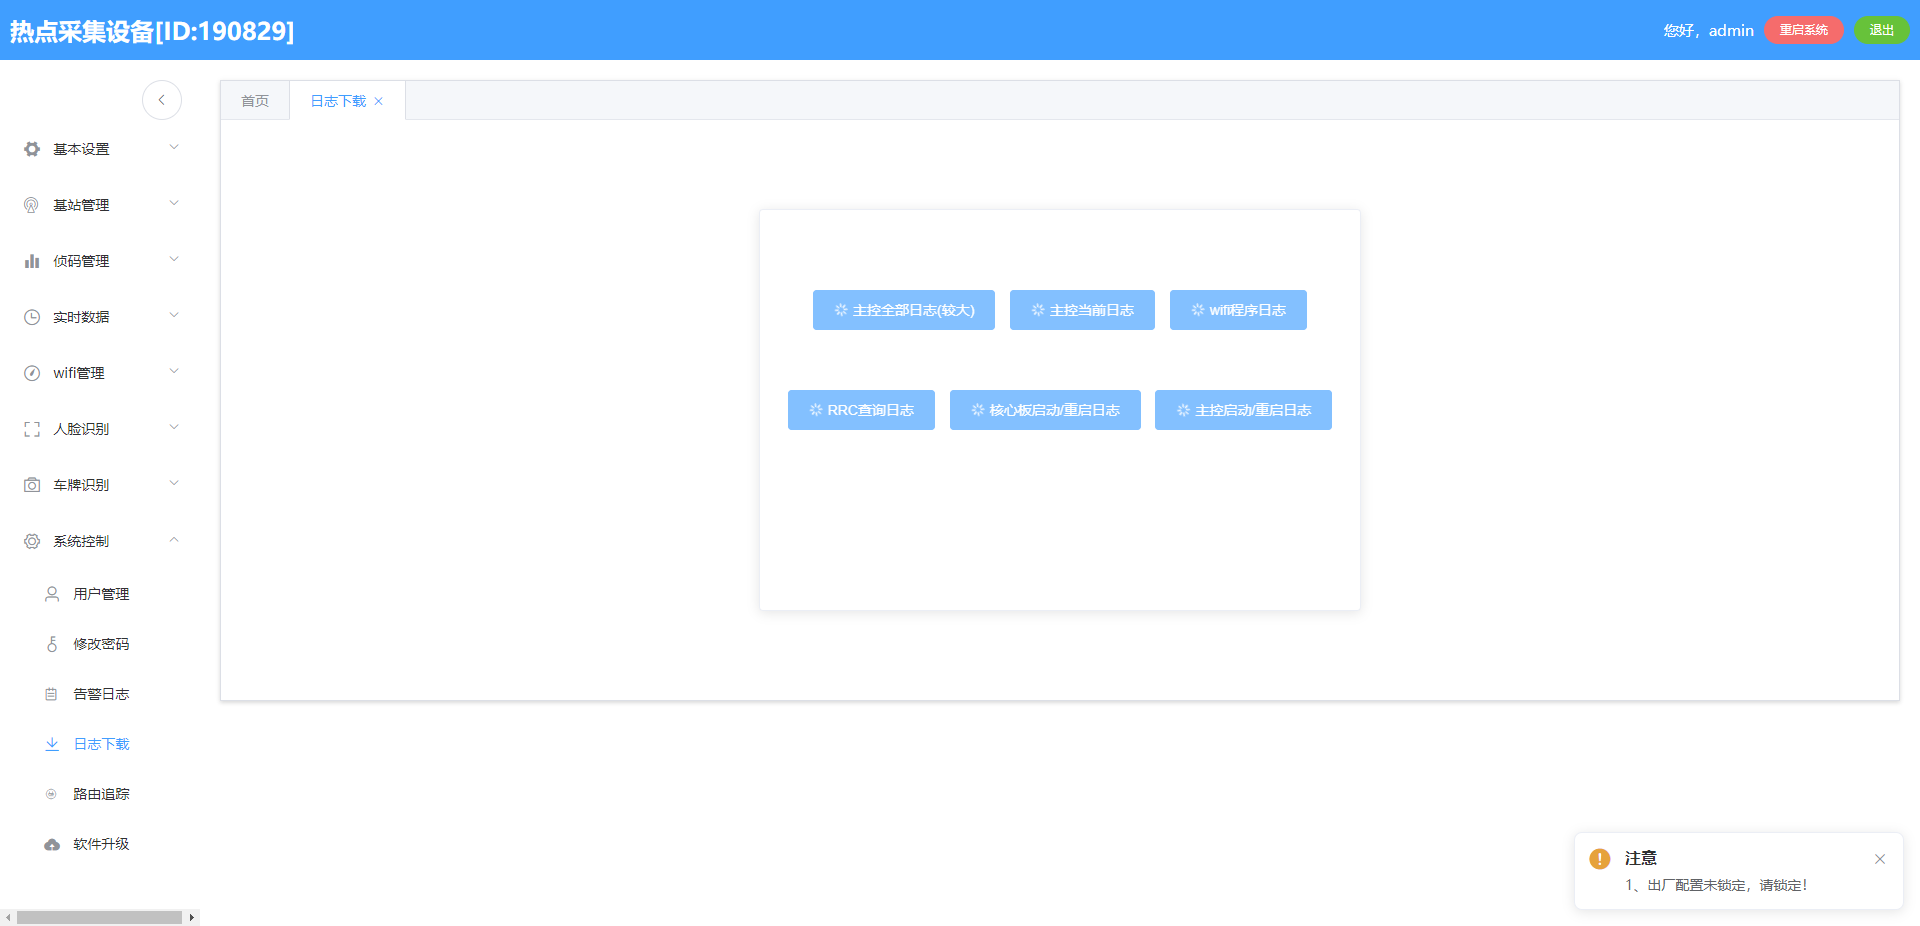 热点采集设备[ID:190829]
您好，admin
重启系统
退出
首页
日志下载
基本设置
基站管理
侦码管理
实时数据
wifi管理
人脸识别
车牌识别
系统控制
用户管理
修改密码
告警日志
日志下载
路由追踪
软件升级
主控全部日志(较大)
主控当前日志
wifi程序日志
RRC查询日志
核心板启动/重启日志
主控启动/重启日志
注意
1、出厂配置未锁定，请锁定！